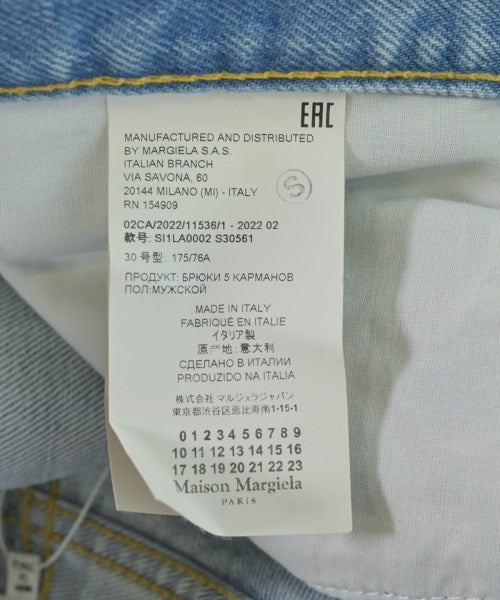 EAC
MANUFACTURED AND DISTRIBUTED
BY MARGIELA S.A.S.
ITALIAN BRANCH
VIA SAVONA, 60
20144 MILANO (MI) - ITALY
RN 154909
S
02CA/2022/11536/1 - 2022 02
款号: SI1LA0002 S30561
30 号型: 175/76A
ПРОДУКТ: БРЮКИ 5 КАРМАНОВ
ПОЛ:МУЖСКОЙ
MADE IN ITALY
FABRIQUÉ EN ITALIE
イタリア製
原产地: 意大利
СДЕЛАНО В ИТАЛИИ
PRODUZIDO NA ITALIA
株式会社 マルジェラジャパン
東京都渋谷区恵比寿南1-15-1
0 1 2 3 4 5 6 7 8 9
10 11 12 13 14 15 16
17 18 19 20 21 22 23
Maison Margiela
PARIS